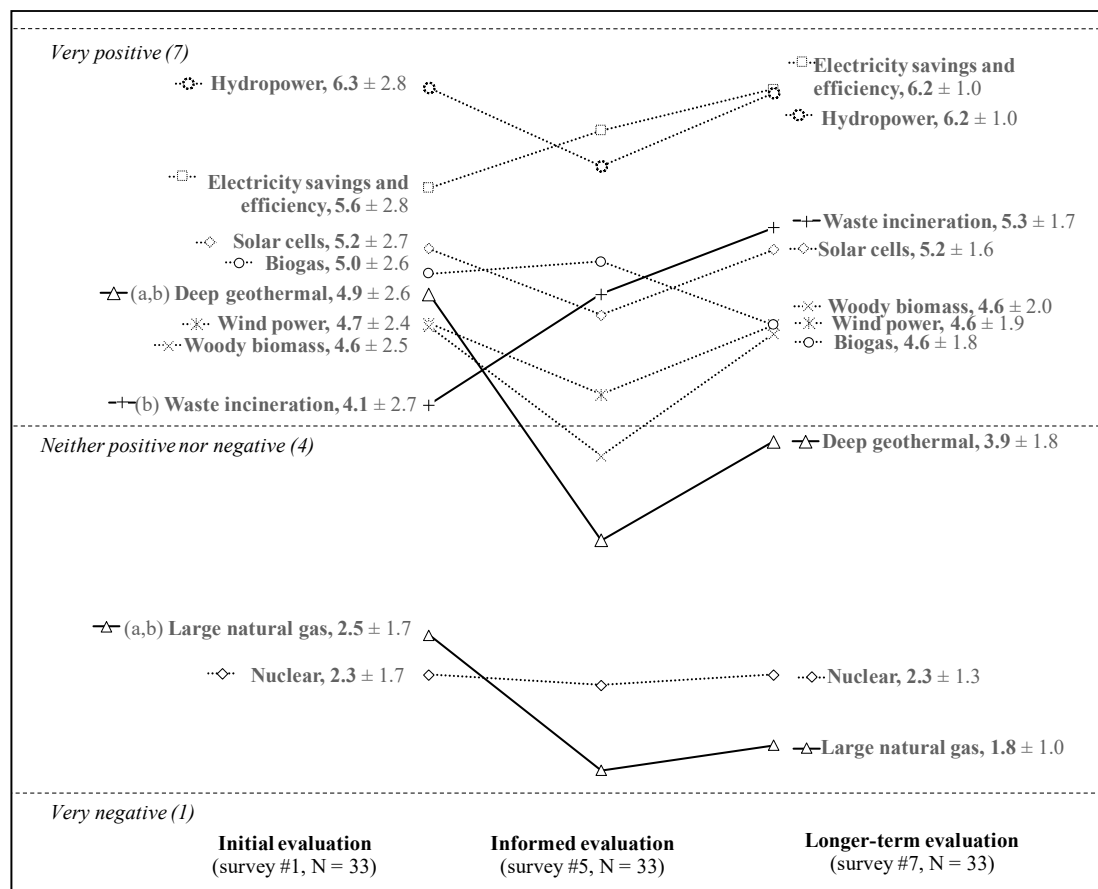 Very positive (7)
Hydropower, 6.3 ± 2.8
Electricity savings and
efficiency, 5.6 ± 2.8
Solar cells, 5.2 ± 2.7
Biogas, 5.0 ± 2.6
(a,b) Deep geothermal, 4.9 ± 2.6
Wind power, 4.7 ± 2.4
Woody biomass, 4.6 ± 2.5
(b) Waste incineration, 4.1 ± 2.7
Neither positive nor negative (4)
(a,b) Large natural gas, 2.5 ± 1.7
Nuclear, 2.3 ± 1.7
Very negative (1)
Electricity savings and
efficiency, 6.2 ± 1.0
Hydropower, 6.2 ± 1.0
Waste incineration, 5.3 ± 1.7
Solar cells, 5.2 ± 1.6
Woody biomass, 4.6 ± 2.0
Wind power, 4.6 ± 1.9
Biogas, 4.6 ± 1.8
Deep geothermal, 3.9 ± 1.8
Nuclear, 2.3 ± 1.3
Large natural gas, 1.8 ± 1.0
Initial evaluation
(survey #1, N = 33)
Informed evaluation
(survey #5, N = 33)
Longer-term evaluation
(survey #7, N = 33)